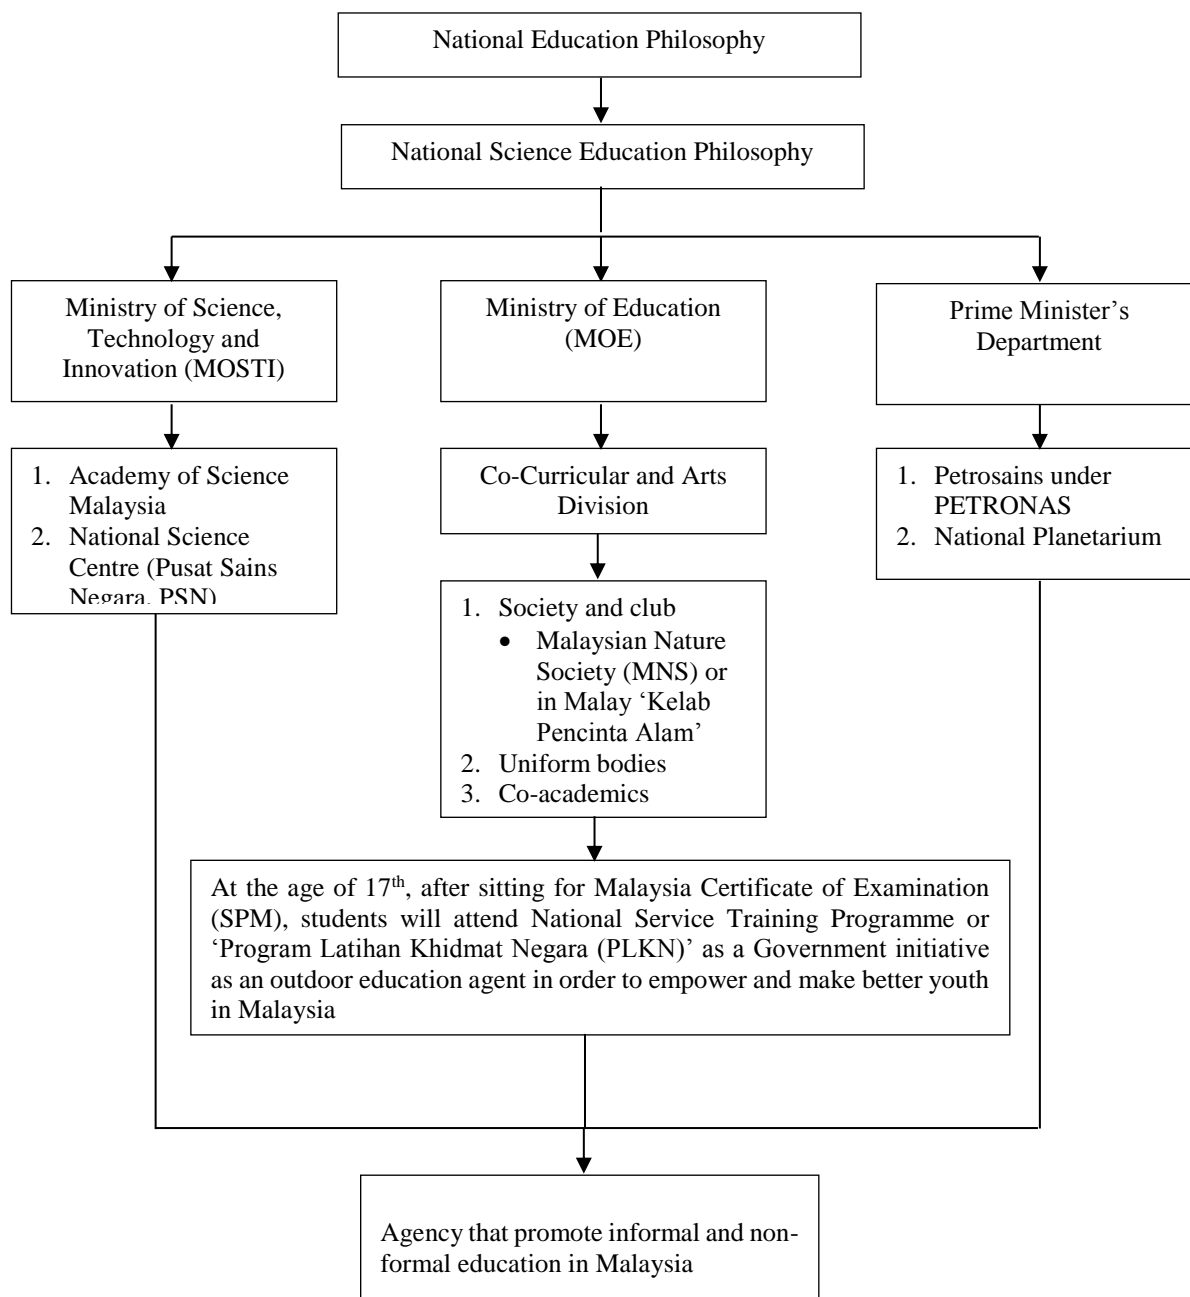 National Education Philosophy
National Science Education Philosophy
Ministry of Science,
Technology and
Innovation (MOSTI)
Ministry of Education
(MOE)
Prime Minister’s
Department
1. Academy of Science
Malaysia
2. National Science
Centre (Pusat Sains
Negara, PSN)
Co-Curricular and Arts
Division
1. Petrosains under
PETRONAS
2. National Planetarium
1. Society and club
• Malaysian Nature
Society (MNS) or
in Malay ‘Kelab
Pencinta Alam’
2. Uniform bodies
3. Co-academics
At the age of 17th, after sitting for Malaysia Certificate of Examination
(SPM), students will attend National Service Training Programme or
‘Program Latihan Khidmat Negara (PLKN)’ as a Government initiative
as an outdoor education agent in order to empower and make better youth
in Malaysia
Agency that promote informal and non-
formal education in Malaysia